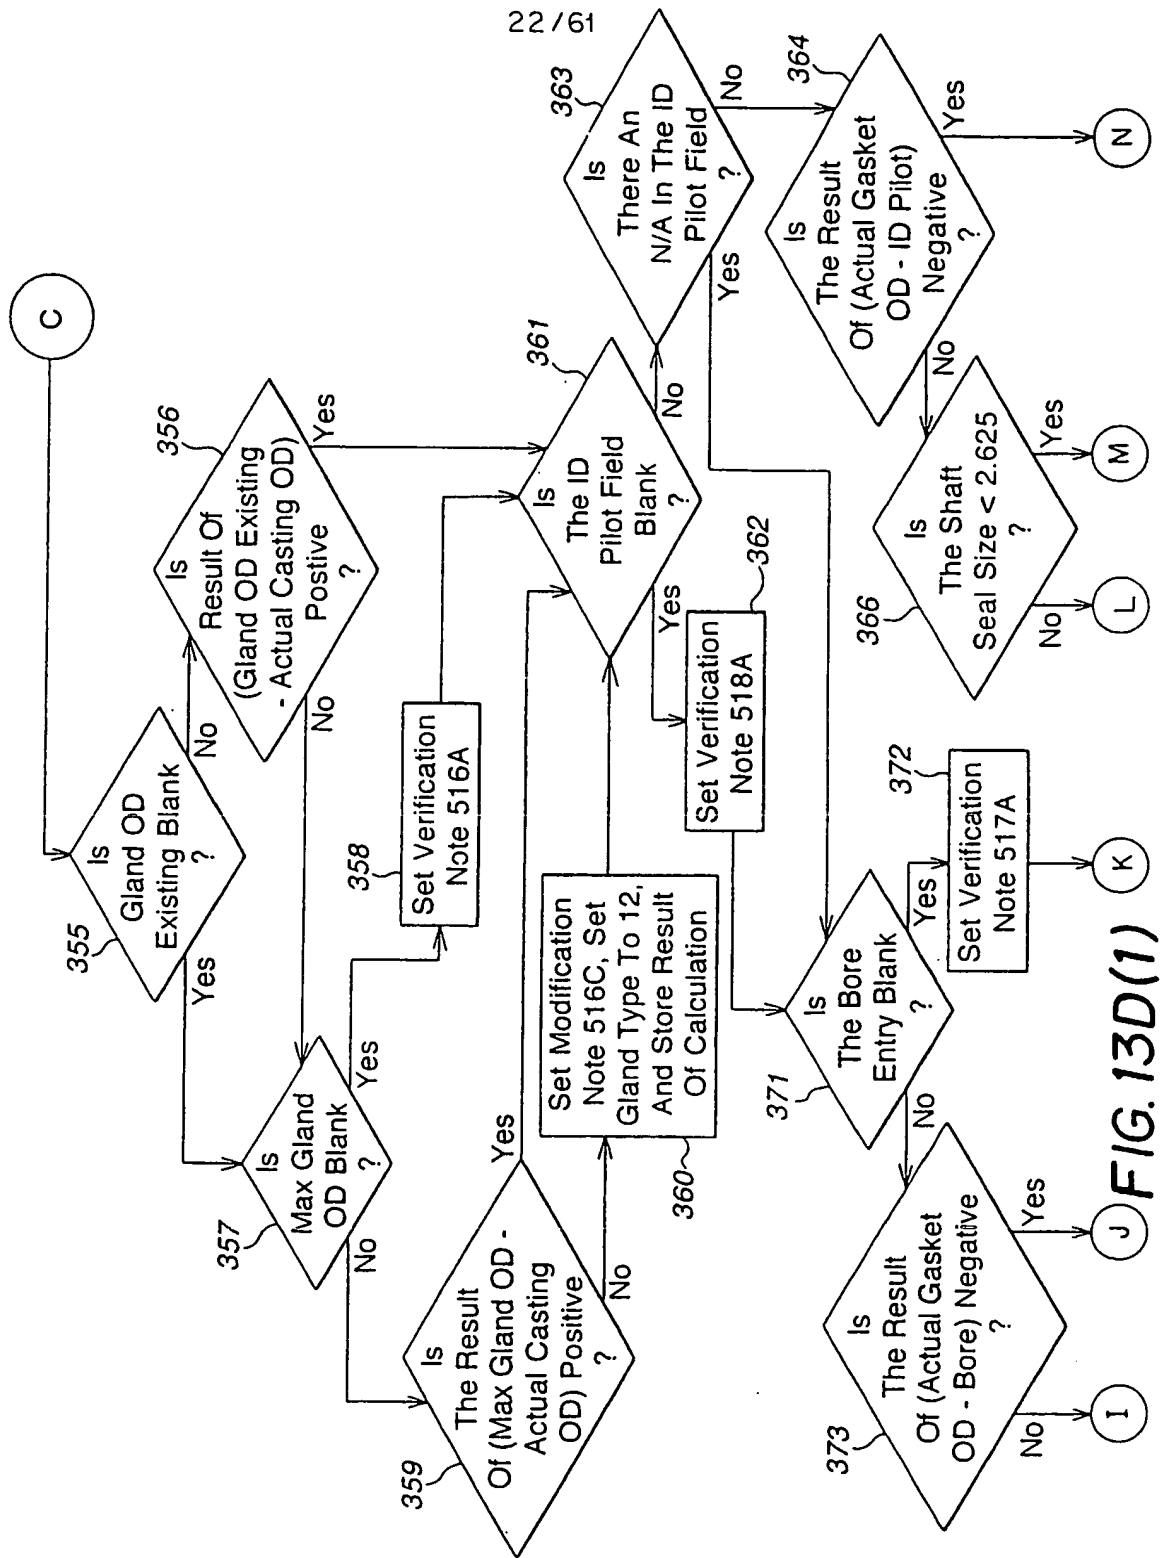 22/61
C
355
Is
Gland OD
Existing Blank
?
Yes
No
356
Is
Result Of
(Gland OD Existing
- Actual Casting OD)
Postive
?
Yes
No
357
Is
Max Gland
OD Blank
?
Yes
No
358
Set Verification
Note 516A
359
Is
The Result
Of (Max Gland OD -
Actual Casting
OD) Positive
?
Yes
No
360
Set Modification
Note 516C, Set
Gland Type To 12,
And Store Result
Of Calculation
361
Is
The ID
Pilot Field
Blank
?
Yes
No
362
Set Verification
Note 518A
363
Is
There An
N/A In The ID
Pilot Field
?
No
Yes
364
Is
The Result
Of (Actual Gasket
OD - ID Pilot)
Negative
?
Yes
No
366
Is
The Shaft
Seal Size < 2.625
?
Yes
No
371
Is
The Bore
Entry Blank
?
Yes
No
372
Set Verification
Note 517A
373
Is
The Result
Of (Actual Gasket
OD - Bore) Negative
?
Yes
No
I
J
K
L
M
N
FIG. 13D(1)